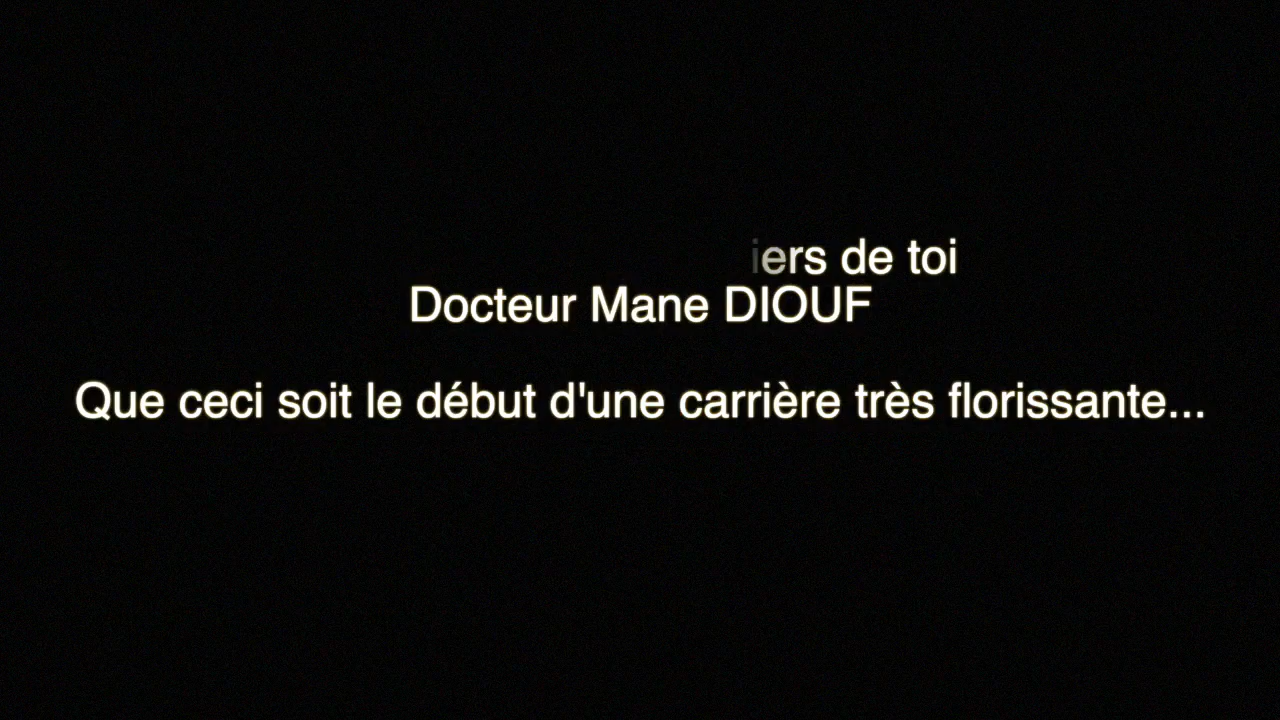 iers de toi
Docteur Mane DIOUF
Que ceci soit le début d'une carrière très florissante...